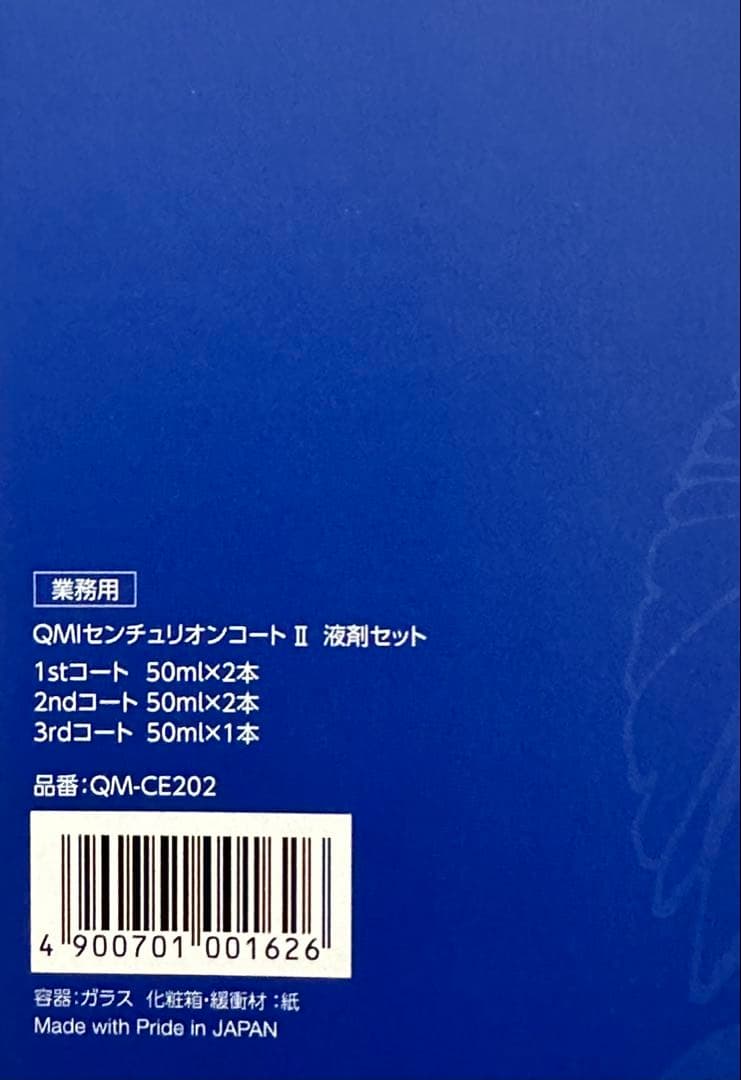 業務用
QMIセンチュリオンコートⅡ 液剤セット
1stコート 50ml×2本
2ndコート 50ml×2本
3rdコート 50ml×1本
品番:QM-CE202
4 900701 001626
容器:ガラス 化粧箱・緩衝材:紙
Made with Pride in JAPAN